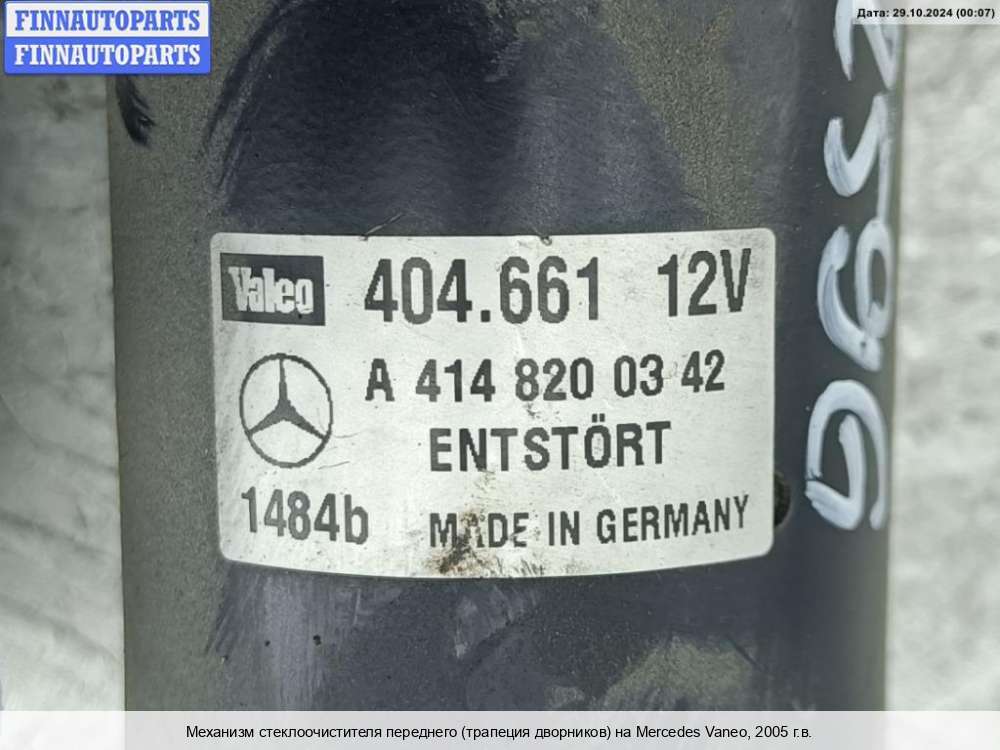 FINNAUTOPARTS
FINNAUTOPARTS
Дата: 29.10.2024 (00:07)
Valeo 404.661 12V
A 414 820 03 42
ENTSTÖRT
1484b MADE IN GERMANY
Механизм стеклоочистителя переднего (трапеция дворников) на Mercedes Vaneo, 2005 г.в.